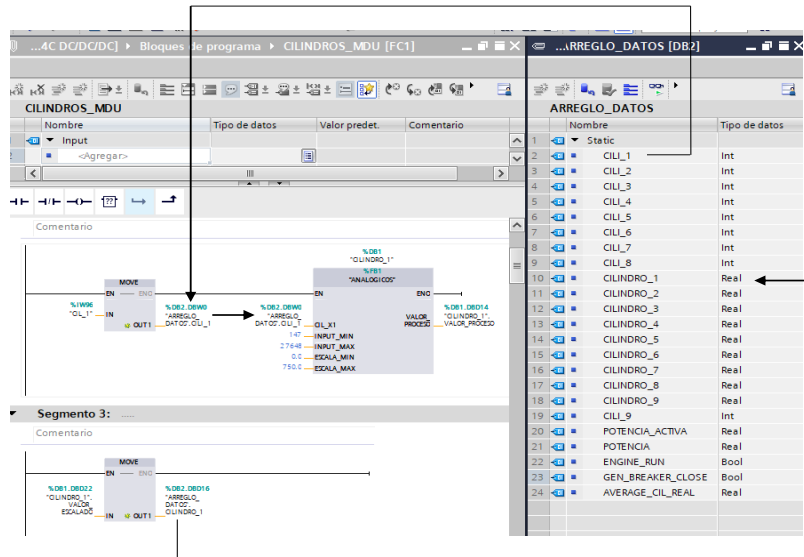 ...4C DC/DC/DC] ▸ Bloques de programa ▸ CILINDROS_MDU [FC1]
CILINDROS_MDU
Nombre Tipo de datos Valor predet. Comentario
Input
2 <Agregar>
Comentario
%DB1
"CILINDRO_1"
%FB1
"ANALOGICOS"
MOVE
EN ENO
%IW96
"CIL_1" IN
OUT1
%DB2.DBW0
"ARREGLO_
DATOS".CILI_1
EN ENO
%DB2.DBW0
"ARREGLO_
DATOS".CILI_1 CIL_X1
147 INPUT_MIN
27648 INPUT_MAX
0.0 ESCALA_MIN
750.0 ESCALA_MAX
VALOR_
PROCESO
%DB1.DBD14
"CILINDRO_1".
VALOR_PROCESO
Segmento 3: .....
Comentario
MOVE
EN ENO
%DB1.DBD22
"CILINDRO_1".
VALOR_
ESCALADO IN
OUT1
%DB2.DBD16
"ARREGLO_
DATOS".
CILINDRO_1
...\ARREGLO_DATOS [DB2]
ARREGLO_DATOS
Nombre Tipo de datos
1 Static
2 CILI_1 Int
3 CILI_2 Int
4 CILI_3 Int
5 CILI_4 Int
6 CILI_5 Int
7 CILI_6 Int
8 CILI_7 Int
9 CILI_8 Int
10 CILINDRO_1 Real
11 CILINDRO_2 Real
12 CILINDRO_3 Real
13 CILINDRO_4 Real
14 CILINDRO_5 Real
15 CILINDRO_6 Real
16 CILINDRO_7 Real
17 CILINDRO_8 Real
18 CILINDRO_9 Real
19 CILI_9 Int
20 POTENCIA_ACTIVA Real
21 POTENCIA Real
22 ENGINE_RUN Bool
23 GEN_BREAKER_CLOSE Bool
24 AVERAGE_CIL_REAL Real